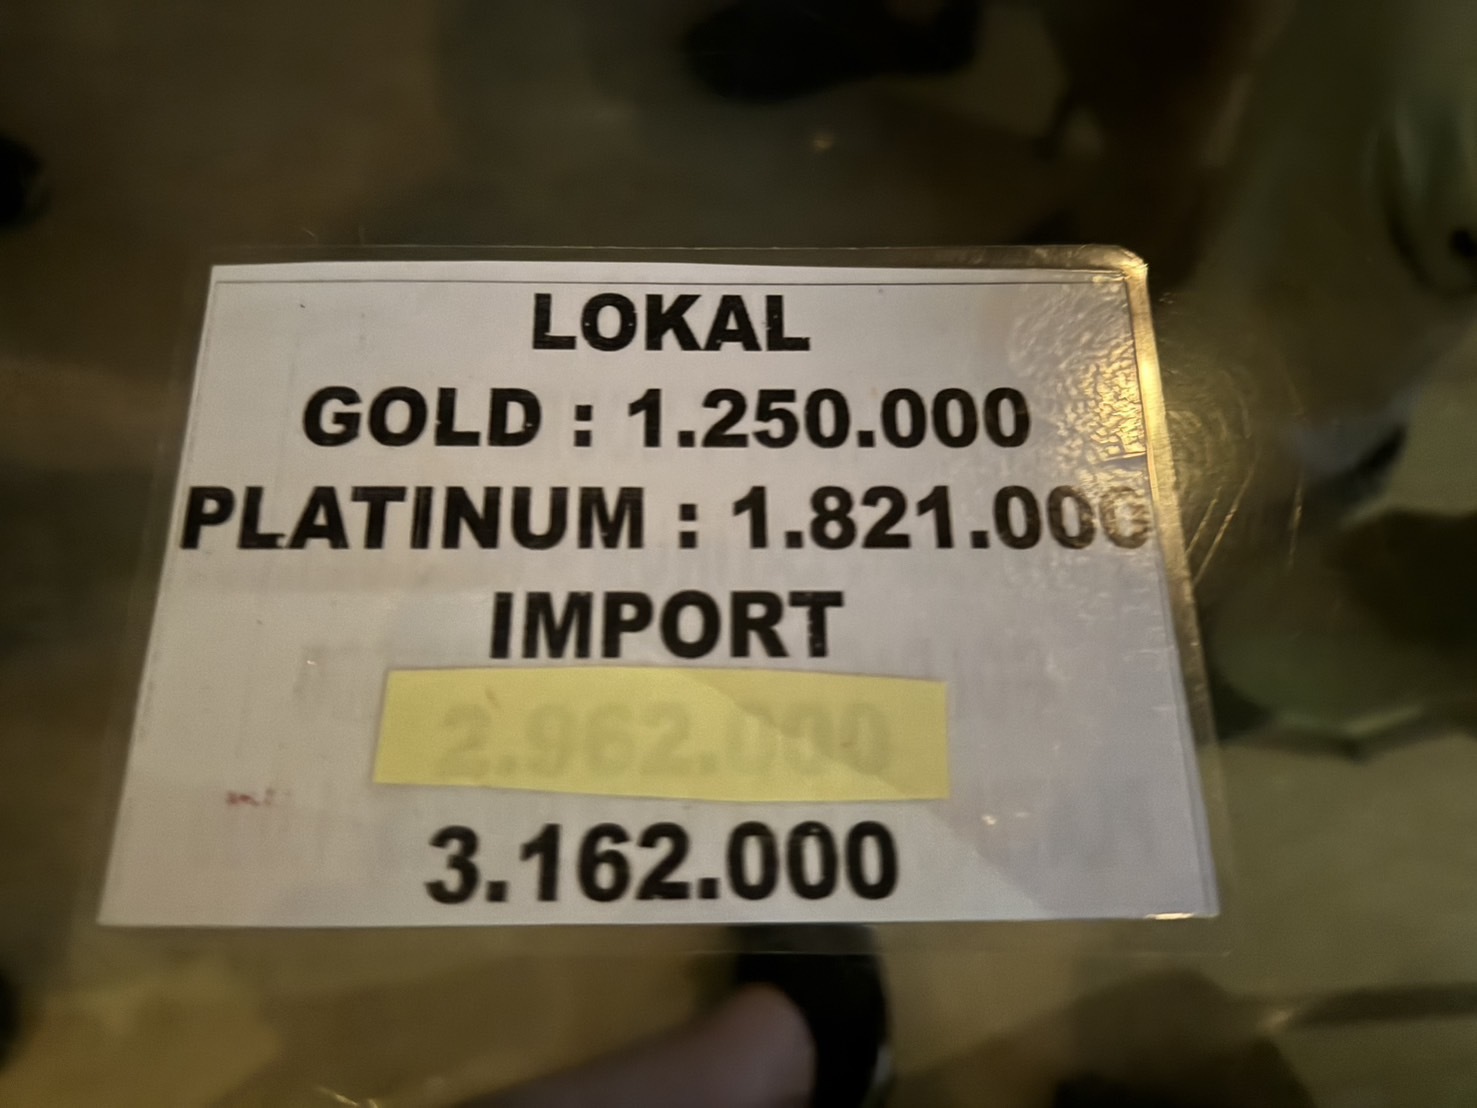 LOKAL
GOLD : 1.250.000
PLATINUM : 1.821.000
IMPORT
2.962.000
3.162.000